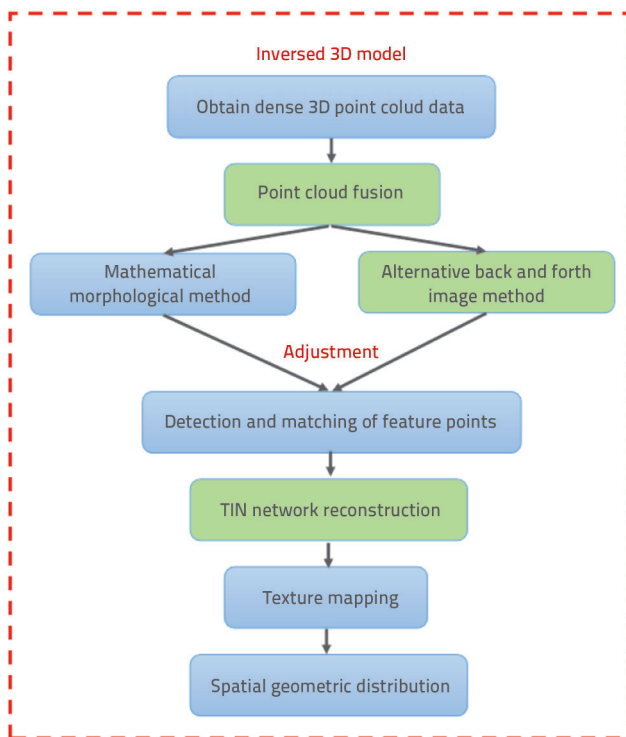 Inversed 3D model
Obtain dense 3D point colud data
Point cloud fusion
Mathematical
morphological method
Alternative back and forth
image method
Adjustment
Detection and matching of feature points
TIN network reconstruction
Texture mapping
Spatial geometric distribution